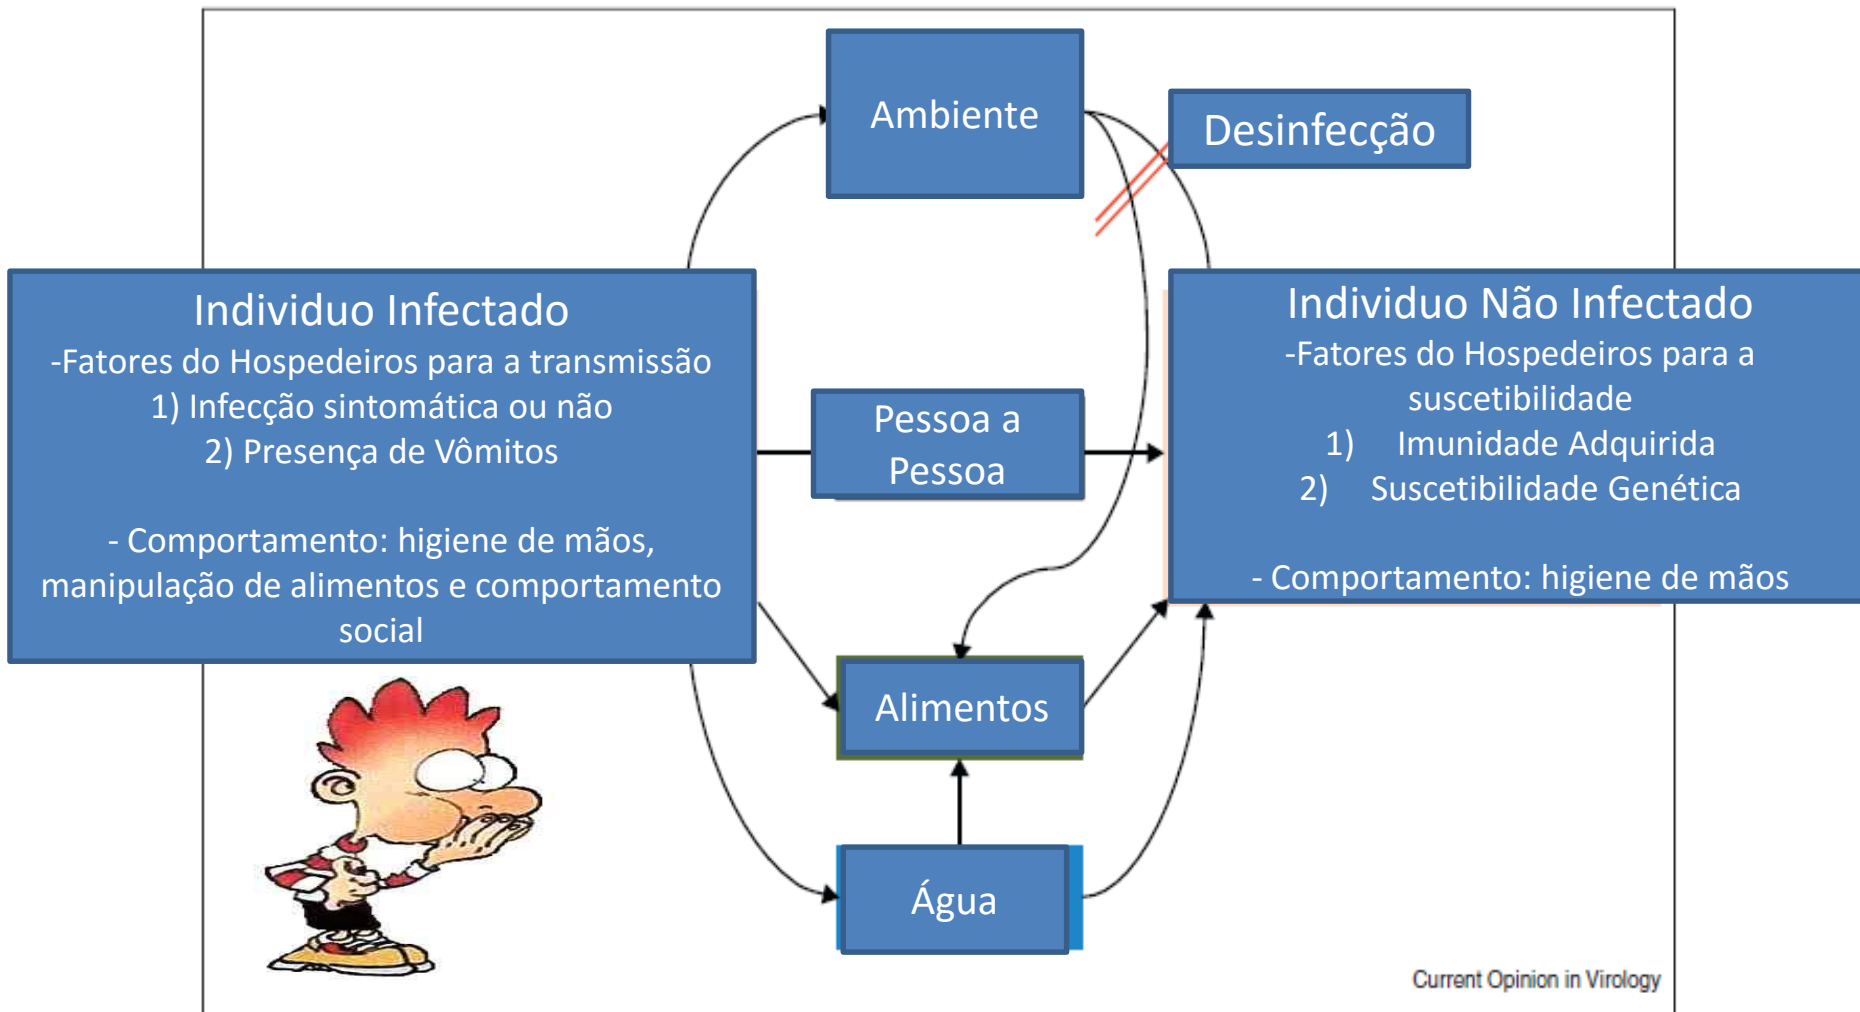 Ambiente
Desinfecção
Individuo Infectado
-Fatores do Hospedeiros para a transmissão
1) Infecção sintomática ou não
2) Presença de Vômitos
- Comportamento: higiene de mãos,
manipulação de alimentos e comportamento
social
Pessoa a
Pessoa
Individuo Não Infectado
-Fatores do Hospedeiros para a
suscetibilidade
1) Imunidade Adquirida
2) Suscetibilidade Genética
- Comportamento: higiene de mãos
Alimentos
Água
Current Opinion in Virology